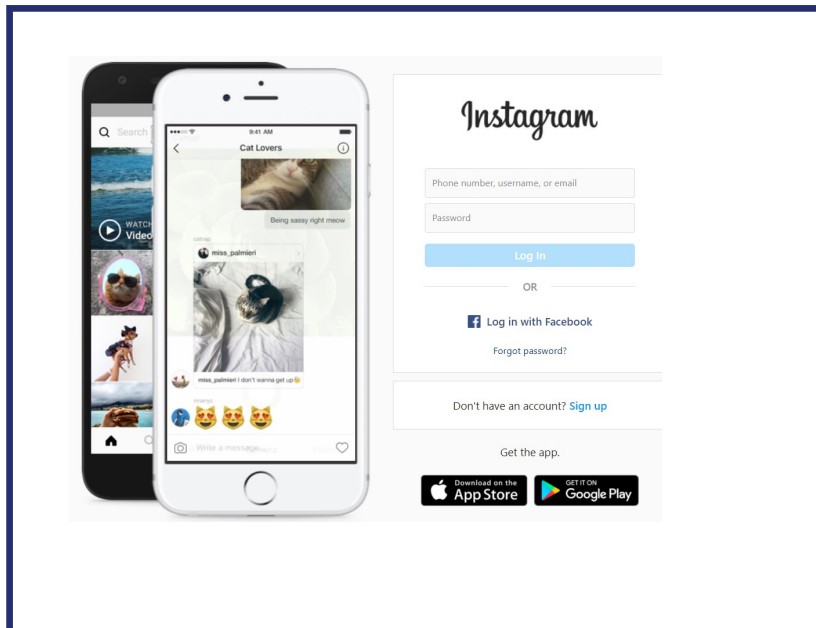 Search
WATCH
Video
9:41 AM
Cat Lovers
Being sassy right meow
miss_palmieri
miss_palmieri I don't wanna get up
Write a message...
Instagram
Phone number, username, or email
Password
Log In
OR
Log in with Facebook
Forgot password?
Don't have an account? Sign up
Get the app.
Download on the
App Store
GET IT ON
Google Play